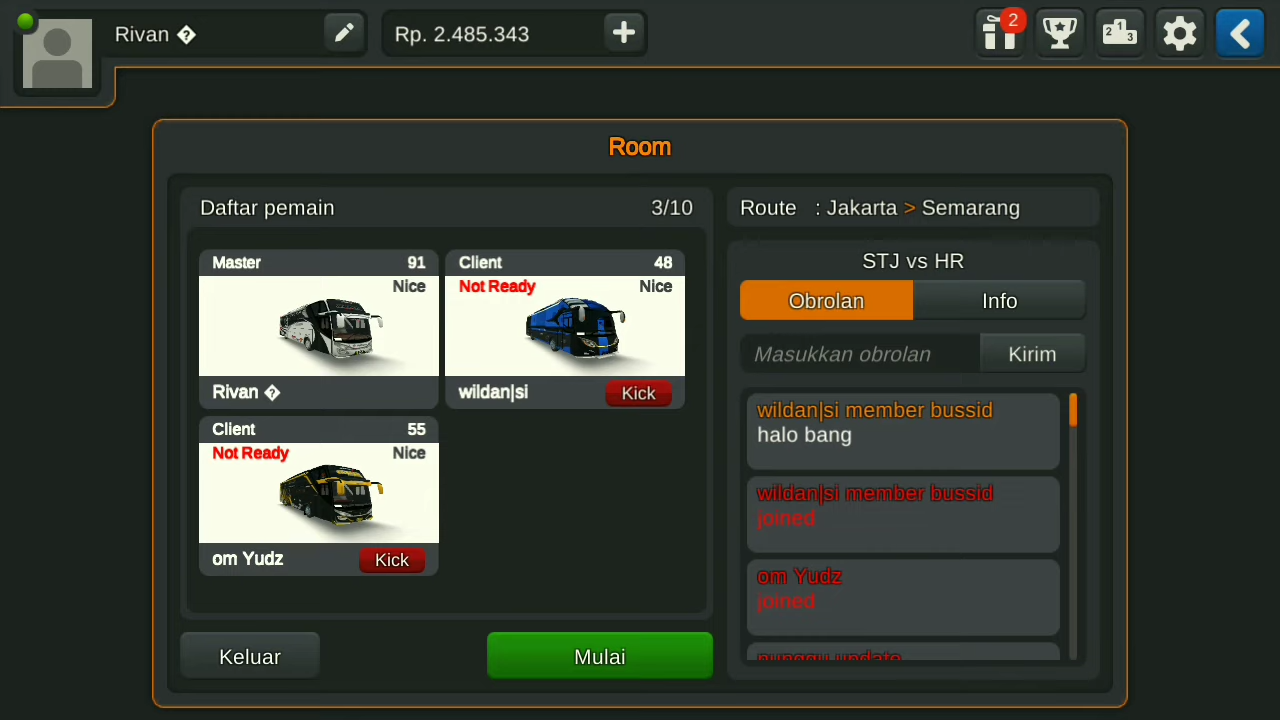 Rivan �
Rp. 2.485.343
2
Room
Daftar pemain 3/10
Master 91
Nice
Rivan �
Client 48
Not Ready Nice
wildan|si Kick
Client 55
Not Ready Nice
om Yudz Kick
Keluar
Mulai
Route : Jakarta > Semarang
STJ vs HR
Obrolan Info
Masukkan obrolan Kirim
wildan|si member bussid
halo bang
wildan|si member bussid
joined
om Yudz
joined
nunggu update